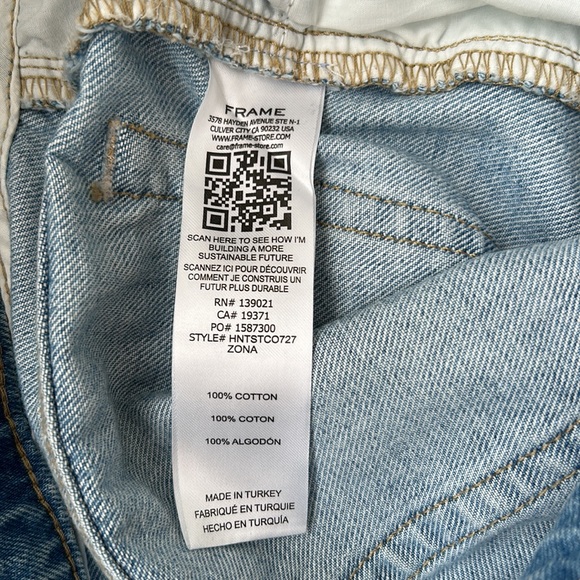 FRAME
3578 HAYDEN AVENUE STE N-1
CULVER CITY CA 90232 USA
WWW.FRAME-STORE.COM
care@frame-store.com
SCAN HERE TO SEE HOW I'M
BUILDING A MORE
SUSTAINABLE FUTURE
SCANNEZ ICI POUR DÉCOUVRIR
COMMENT JE CONSTRUIS UN
FUTUR PLUS DURABLE
RN# 139021
CA# 19371
PO# 1587300
STYLE# HNTSTCO727
ZONA
100% COTTON
100% COTON
100% ALGODÓN
MADE IN TURKEY
FABRIQUÉ EN TURQUIE
HECHO EN TURQUÍA